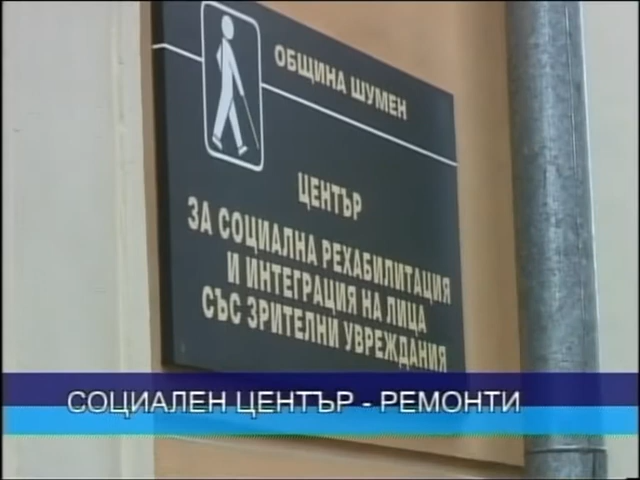 ОБЩИНА ШУМЕН
ЦЕНТЪР
ЗА СОЦИАЛНА РЕХАБИЛИТАЦИЯ
И ИНТЕГРАЦИЯ НА ЛИЦА
СЪС ЗРИТЕЛНИ УВРЕЖДАНИЯ
СОЦИАЛЕН ЦЕНТЪР - РЕМОНТИ